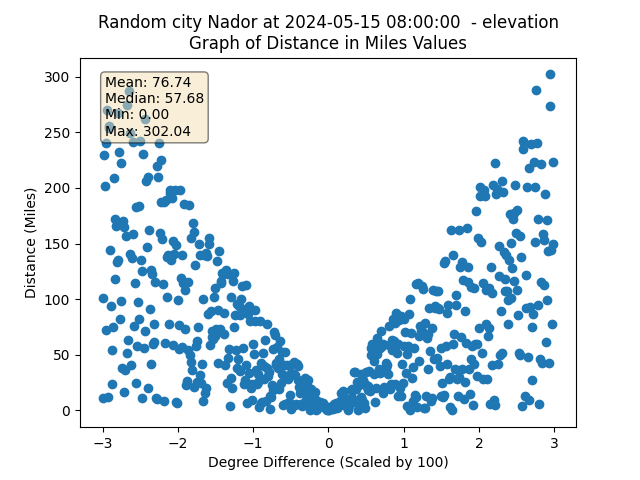 Random city Nador at 2024-05-15 08:00:00 - elevation
Graph of Distance in Miles Values
Mean: 76.74
Median: 57.68
Min: 0.00
Max: 302.04
300
250
200
150
100
50
0
Distance (Miles)
−3
−2
−1
0
1
2
3
Degree Difference (Scaled by 100)